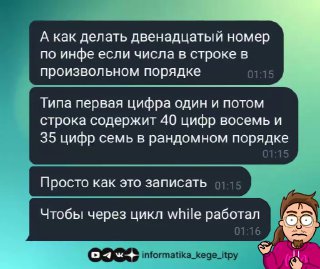 А как делать двенадцатый номер
по инфе если числа в строке в
произвольном порядке
01:15
Типа первая цифра один и потом
строка содержит 40 цифр восемь и
35 цифр семь в рандомном порядке
01:15
Просто как это записать 01:15
Чтобы через цикл while работал
01:16
informatika_kege_itpy